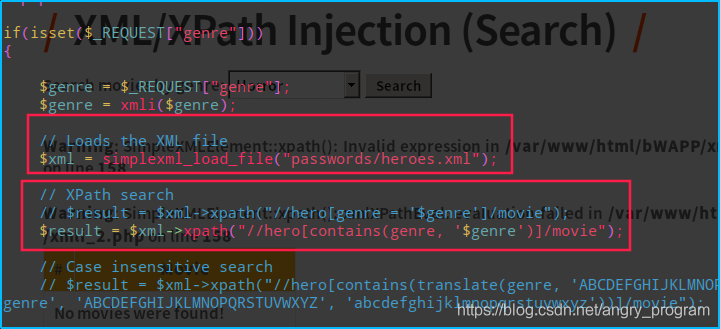 / XML/XPath Injection (Search) /
if(isset($_REQUEST["genre"]))
{
$genre = $_REQUEST["genre"];
Search
$genre = xmli($genre);
// Loads the XML file
Warning: SimpleXMLElement::xpath(): Invalid expression in /var/www/html/bWAPP/x
$xml = simplexml_load_file("passwords/heroes.xml");
on line 158
// XPath search
// $result = $xml->xpath("//hero[genre = '$genre']/movie");
$result = $xml->xpath("//hero[contains(genre, '$genre')]/movie");
/xmli_2.php on line 158
// Case insensitive search
// $result = $xml->xpath("//hero[contains(translate(genre, 'ABCDEFGHIJKLMNO
genre', 'ABCDEFGHIJKLMNOPQRSTUVWXYZ', 'abcdefghijklmnopqrstuvwxyz'))]/movie");
No movies were found!
https://blog.csdn.net/angry_program